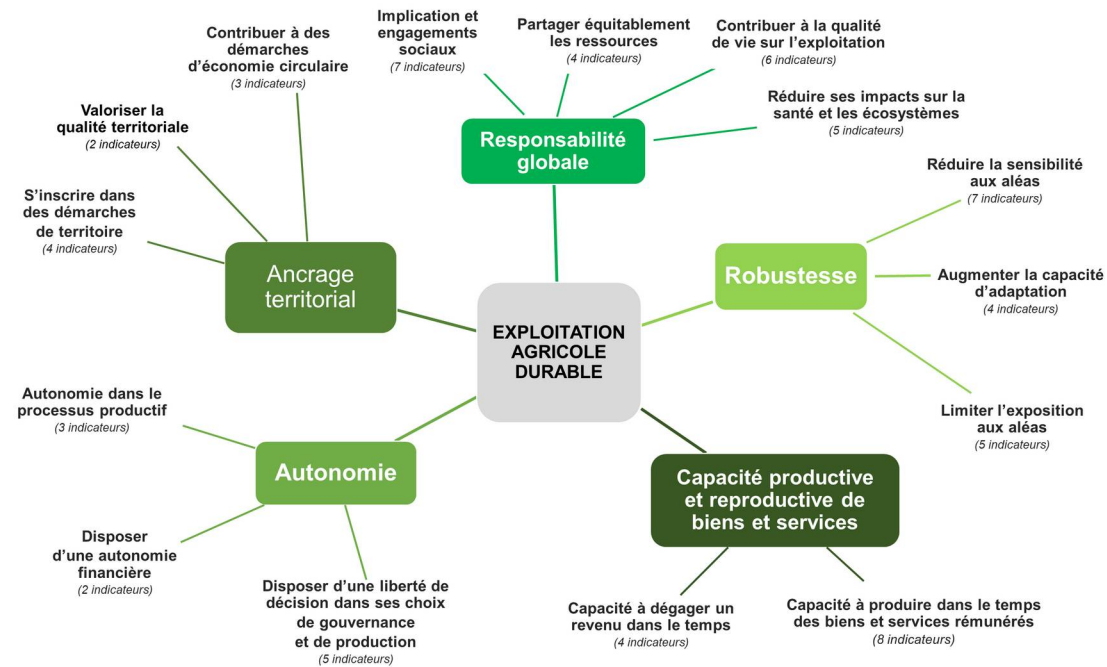 Implication et
engagements
sociaux
(7 indicateurs)
Partager équitablement
les ressources
(4 indicateurs)
Contribuer à la qualité
de vie sur l’exploitation
(6 indicateurs)
Réduire ses impacts sur la
santé et les écosystèmes
(5 indicateurs)
Responsabilité
globale
Contribuer à des
démarches
d’économie circulaire
(3 indicateurs)
Valoriser la
qualité territoriale
(2 indicateurs)
S’inscrire dans
des démarches
de territoire
(4 indicateurs)
Ancrage
territorial
Réduire la sensibilité
aux aléas
(7 indicateurs)
Robustesse
Augmenter la capacité
d’adaptation
(4 indicateurs)
Limiter l’exposition
aux aléas
(5 indicateurs)
EXPLOITATION
AGRICOLE
DURABLE
Autonomie dans le
processus productif
(3 indicateurs)
Autonomie
Disposer
d’une autonomie
financière
(2 indicateurs)
Disposer d’une liberté de
décision dans ses choix
de gouvernance
et de production
(5 indicateurs)
Capacité productive
et reproductive de
biens et services
Capacité à dégager un
revenu dans le temps
(4 indicateurs)
Capacité à produire dans le temps
des biens et services rémunérés
(8 indicateurs)